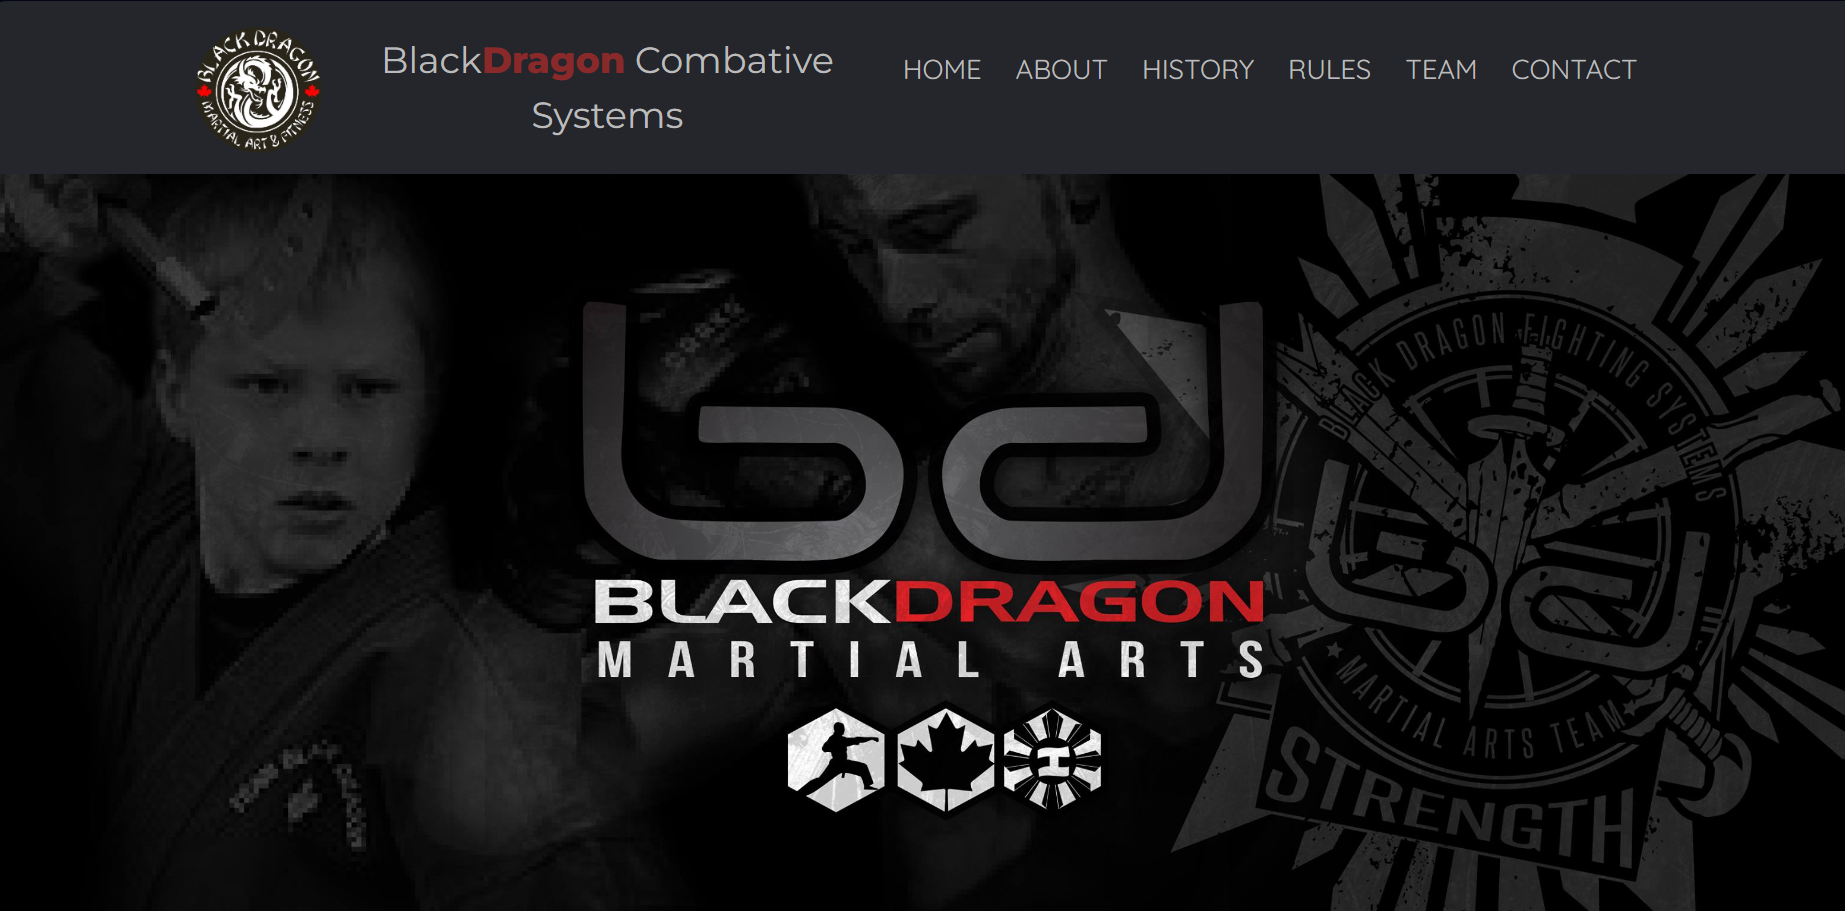 BLACK DRAGON
MARTIAL ART & FITNESS
BlackDragon Combative
Systems
HOME ABOUT HISTORY RULES TEAM CONTACT
bd
BLACKDRAGON
MARTIAL ARTS
H
BLACK DRAGON FIGHTING SYSTEMS
bd
MARTIAL ARTS TEAM
STRENGTH